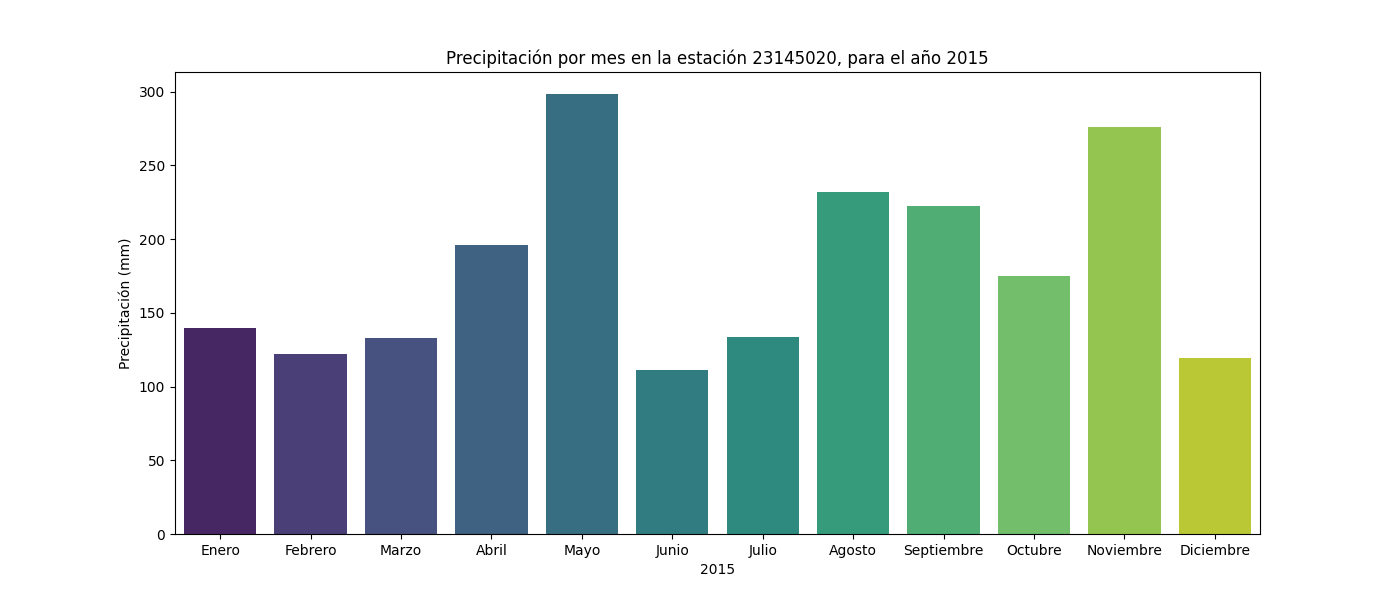 Precipitación por mes en la estación 23145020, para el año 2015
Precipitación (mm)
300
250
200
150
100
50
0
Enero Febrero Marzo Abril Mayo Junio Julio Agosto Septiembre Octubre Noviembre Diciembre
2015